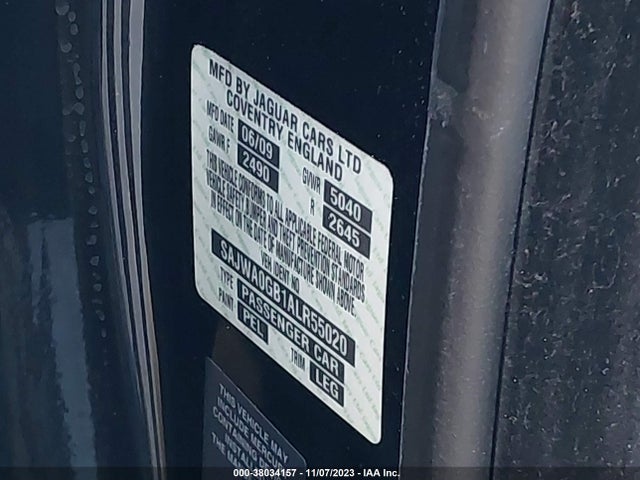 MFD BY JAGUAR CARS LTD
COVENTRY ENGLAND
MFD DATE 06/09 GVWR 5040
GAWR F 2490 R 2645
THIS VEHICLE CONFORMS TO ALL APPLICABLE FEDERAL MOTOR
VEHICLE SAFETY BUMPER AND THEFT PREVENTION STANDARDS
IN EFFECT ON THE DATE OF MANUFACTURE SHOWN ABOVE.
VEH. IDENT NO.
SAJWA0GB1ALR55020
TYPE PASSENGER CAR
PAINT PEL TRIM LEG
THIS VEHICLE MAY
INCLUDE
CONTAIN
THE
000-38034157 - 11/07/2023 - IAA Inc.